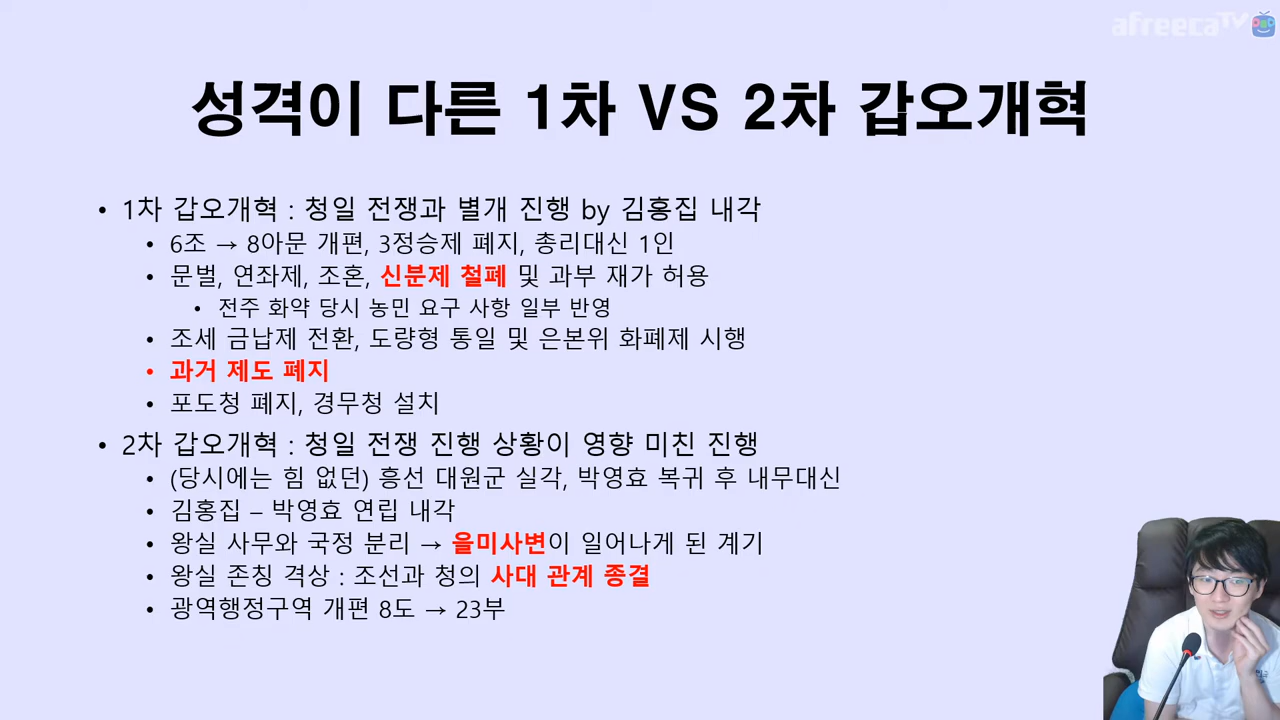 afreecaTV
성격이 다른 1차 VS 2차 갑오개혁
• 1차 갑오개혁 : 청일 전쟁과 별개 진행 by 김홍집 내각
• 6조 → 8아문 개편, 3정승제 폐지, 총리대신 1인
• 문벌, 연좌제, 조혼, 신분제 철폐 및 과부 재가 허용
• 전주 화약 당시 농민 요구 사항 일부 반영
• 조세 금납제 전환, 도량형 통일 및 은본위 화폐제 시행
• 과거 제도 폐지
• 포도청 폐지, 경무청 설치
• 2차 갑오개혁 : 청일 전쟁 진행 상황이 영향 미친 진행
• (당시에는 힘 없던) 흥선 대원군 실각, 박영효 복귀 후 내무대신
• 김홍집 – 박영효 연립 내각
• 왕실 사무와 국정 분리 → 을미사변이 일어나게 된 계기
• 왕실 존칭 격상 : 조선과 청의 사대 관계 종결
• 광역행정구역 개편 8도 → 23부